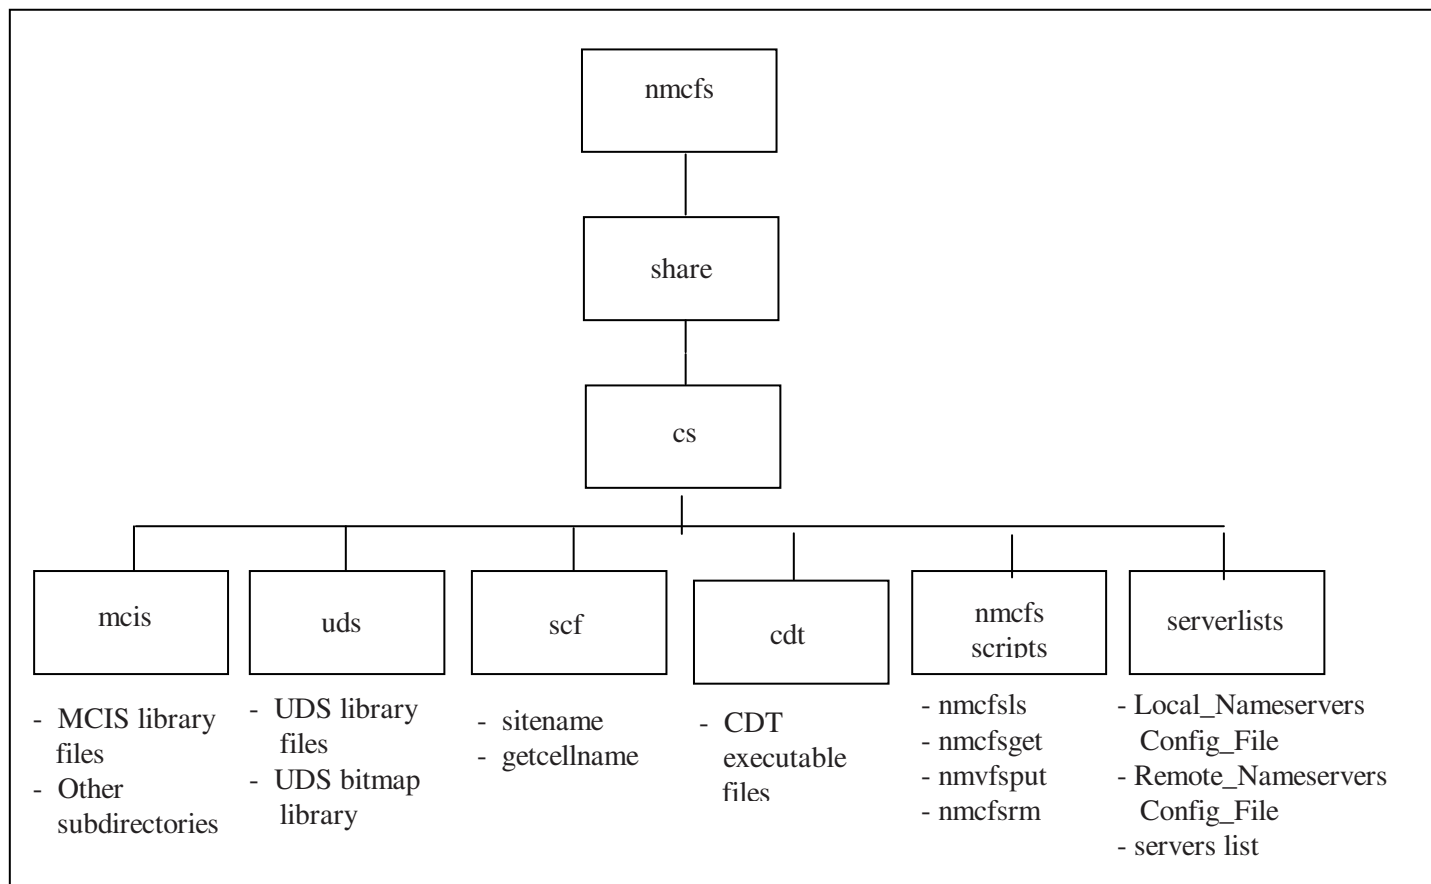 nmcfs
share
cs
mcis
uds
scf
cdt
nmcfs
scripts
serverlists
- MCIS library
files
- Other
subdirectories
- UDS library
files
- UDS bitmap
library
- sitename
- getcellname
- CDT
executable
files
- nmcfsls
- nmcfsget
- nmvfsput
- nmcfsrm
- Local_Nameservers
Config_File
- Remote_Nameservers
Config_File
- servers list